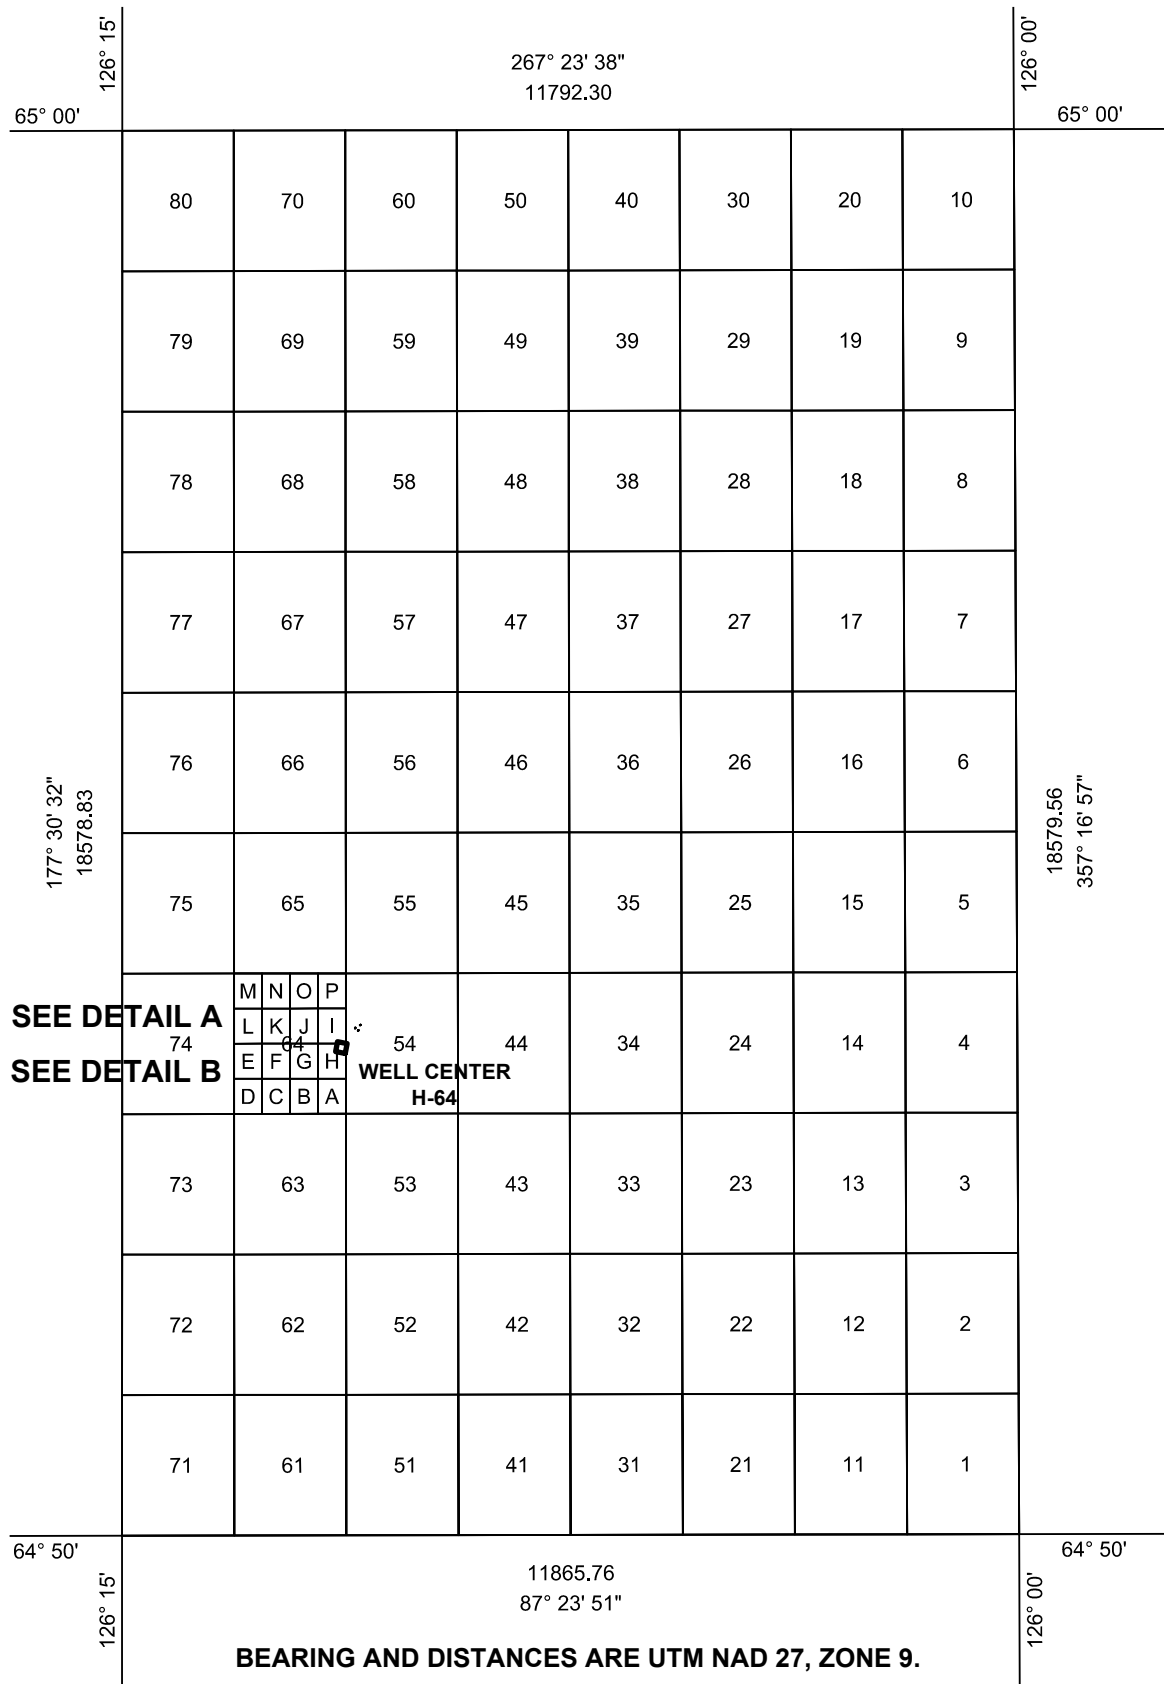 126° 15'
126° 00'
267° 23' 38"
11792.30
65° 00'
65° 00'
80 70 60 50 40 30 20 10
79 69 59 49 39 29 19 9
78 68 58 48 38 28 18 8
77 67 57 47 37 27 17 7
76 66 56 46 36 26 16 6
177° 30' 32"
18578.83
18579.56
357° 16' 57"
75 65 55 45 35 25 15 5
M N O P
SEE DETAIL A
L K J I
74 64 54 44 34 24 14 4
SEE DETAIL B
E F G H
WELL CENTER
H-64
D C B A
73 63 53 43 33 23 13 3
72 62 52 42 32 22 12 2
71 61 51 41 31 21 11 1
64° 50'
64° 50'
126° 15'
126° 00'
11865.76
87° 23' 51"
BEARING AND DISTANCES ARE UTM NAD 27, ZONE 9.